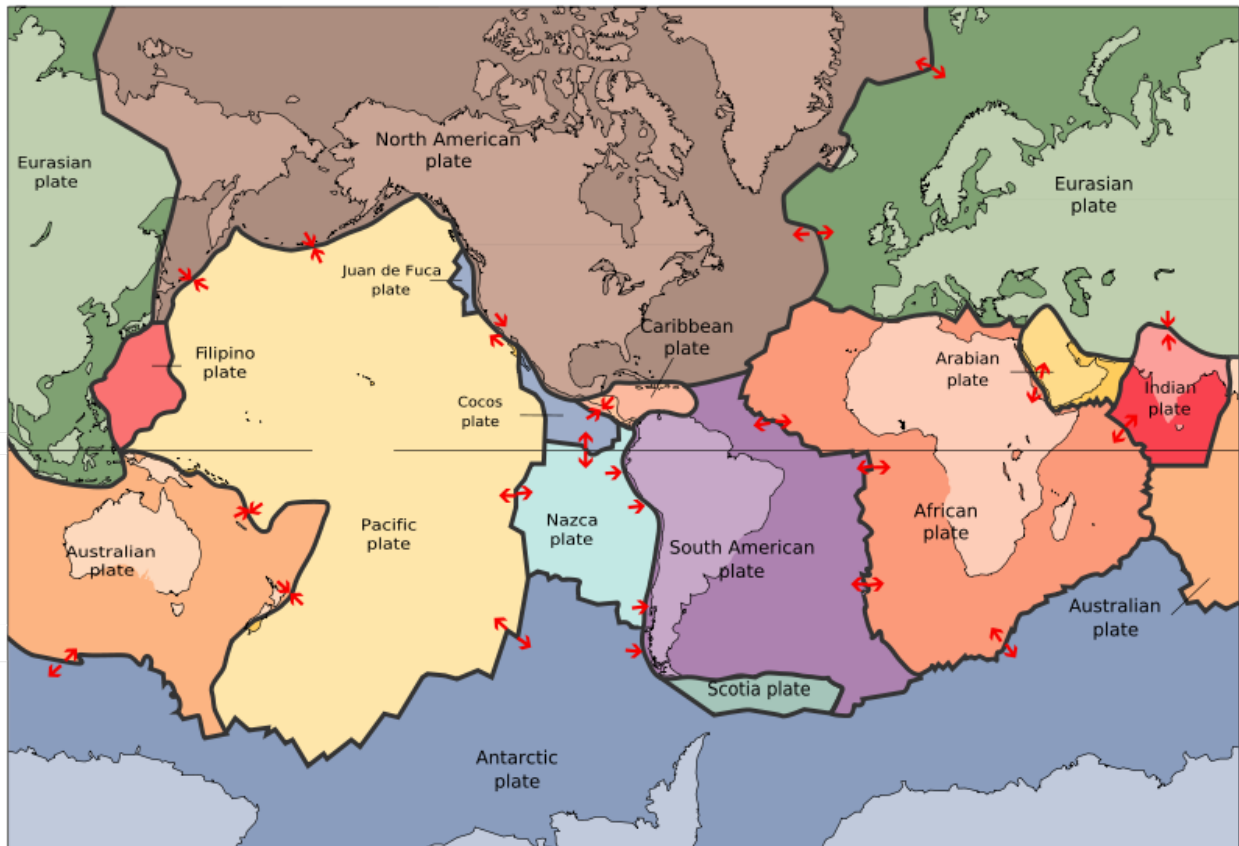 North American
plate
Eurasian
plate
Eurasian
plate
Juan de Fuca
plate
Caribbean
plate
Filipino
plate
Arabian
plate
Indian
plate
Cocos
plate
Pacific
plate
Nazca
plate
African
plate
South American
plate
Australian
plate
Australian
plate
Scotia plate
Antarctic
plate